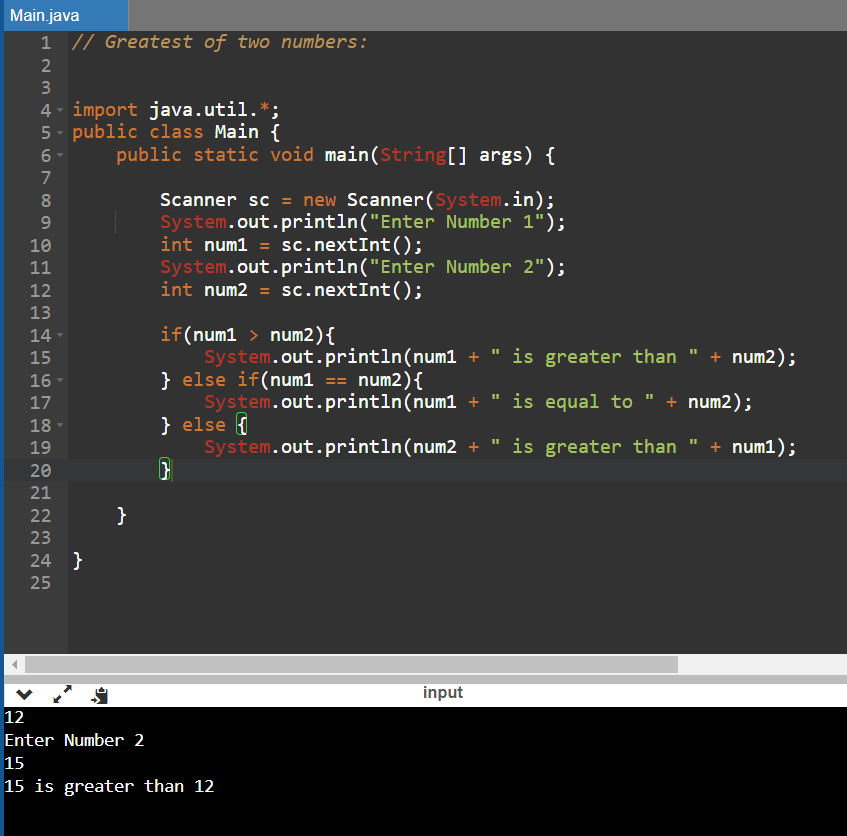 Main.java
1 // Greatest of two numbers:
2
3
4 import java.util.*;
5 public class Main {
6 public static void main(String[] args) {
7
8 Scanner sc = new Scanner(System.in);
9 System.out.println("Enter Number 1");
10 int num1 = sc.nextInt();
11 System.out.println("Enter Number 2");
12 int num2 = sc.nextInt();
13
14 if(num1 > num2){
15 System.out.println(num1 + " is greater than " + num2);
16 } else if(num1 == num2){
17 System.out.println(num1 + " is equal to " + num2);
18 } else {
19 System.out.println(num2 + " is greater than " + num1);
20 }
21
22 }
23
24 }
25
input
12
Enter Number 2
15
15 is greater than 12